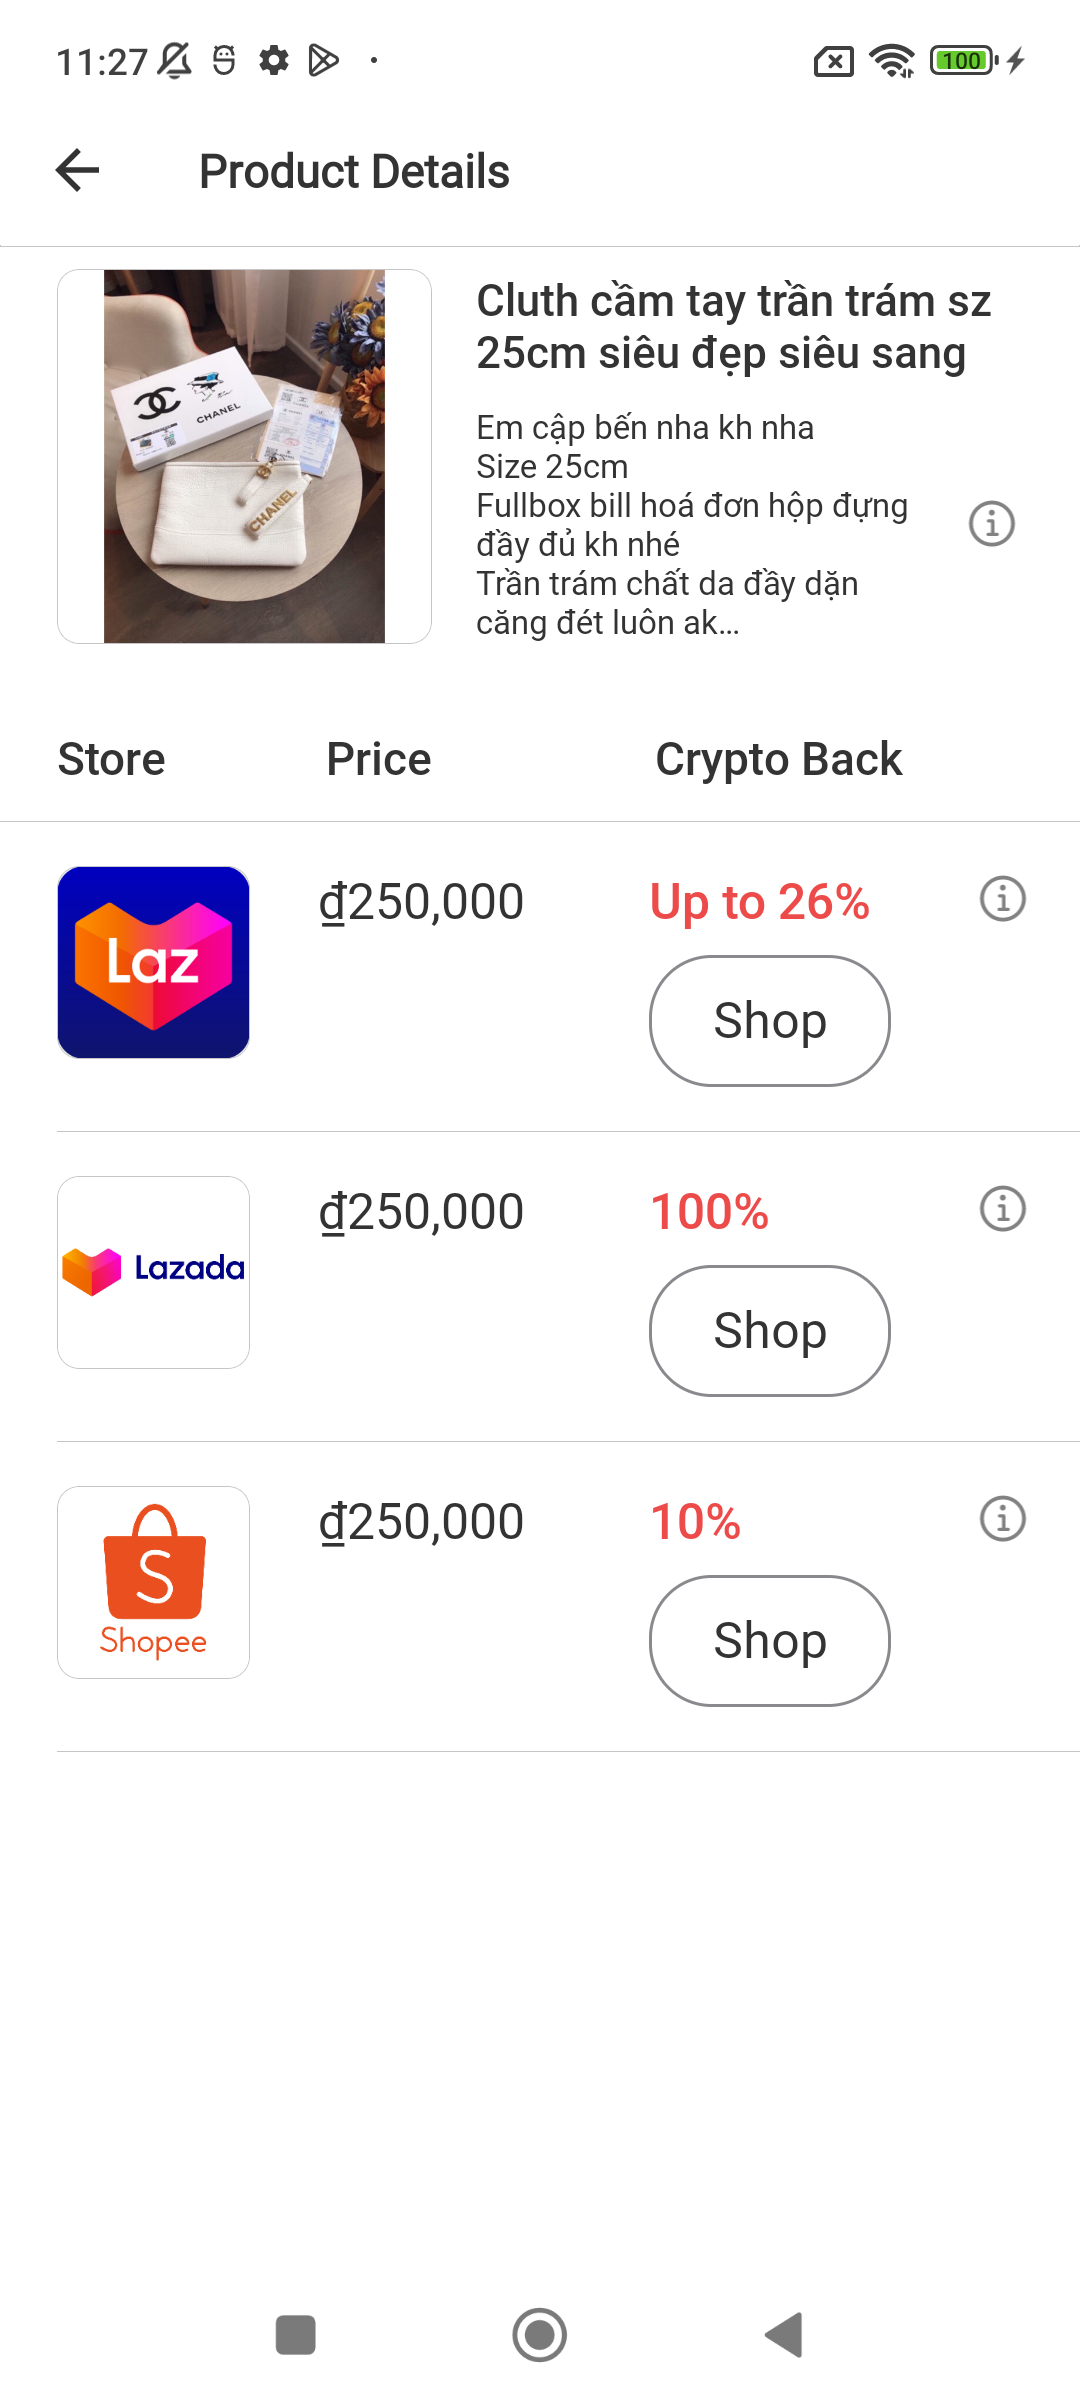 11:27
100
Product Details
CHANEL
CHANEL
Cluth cầm tay trần trám sz
25cm siêu đẹp siêu sang
Em cập bến nha kh nha
Size 25cm
Fullbox bill hoá đơn hộp đựng
đầy đủ kh nhé
Trần trám chất da đầy dặn
căng đét luôn ak...
Store Price Crypto Back
Laz
₫250,000 Up to 26%
Shop
Lazada
₫250,000 100%
Shop
S
Shopee
₫250,000 10%
Shop